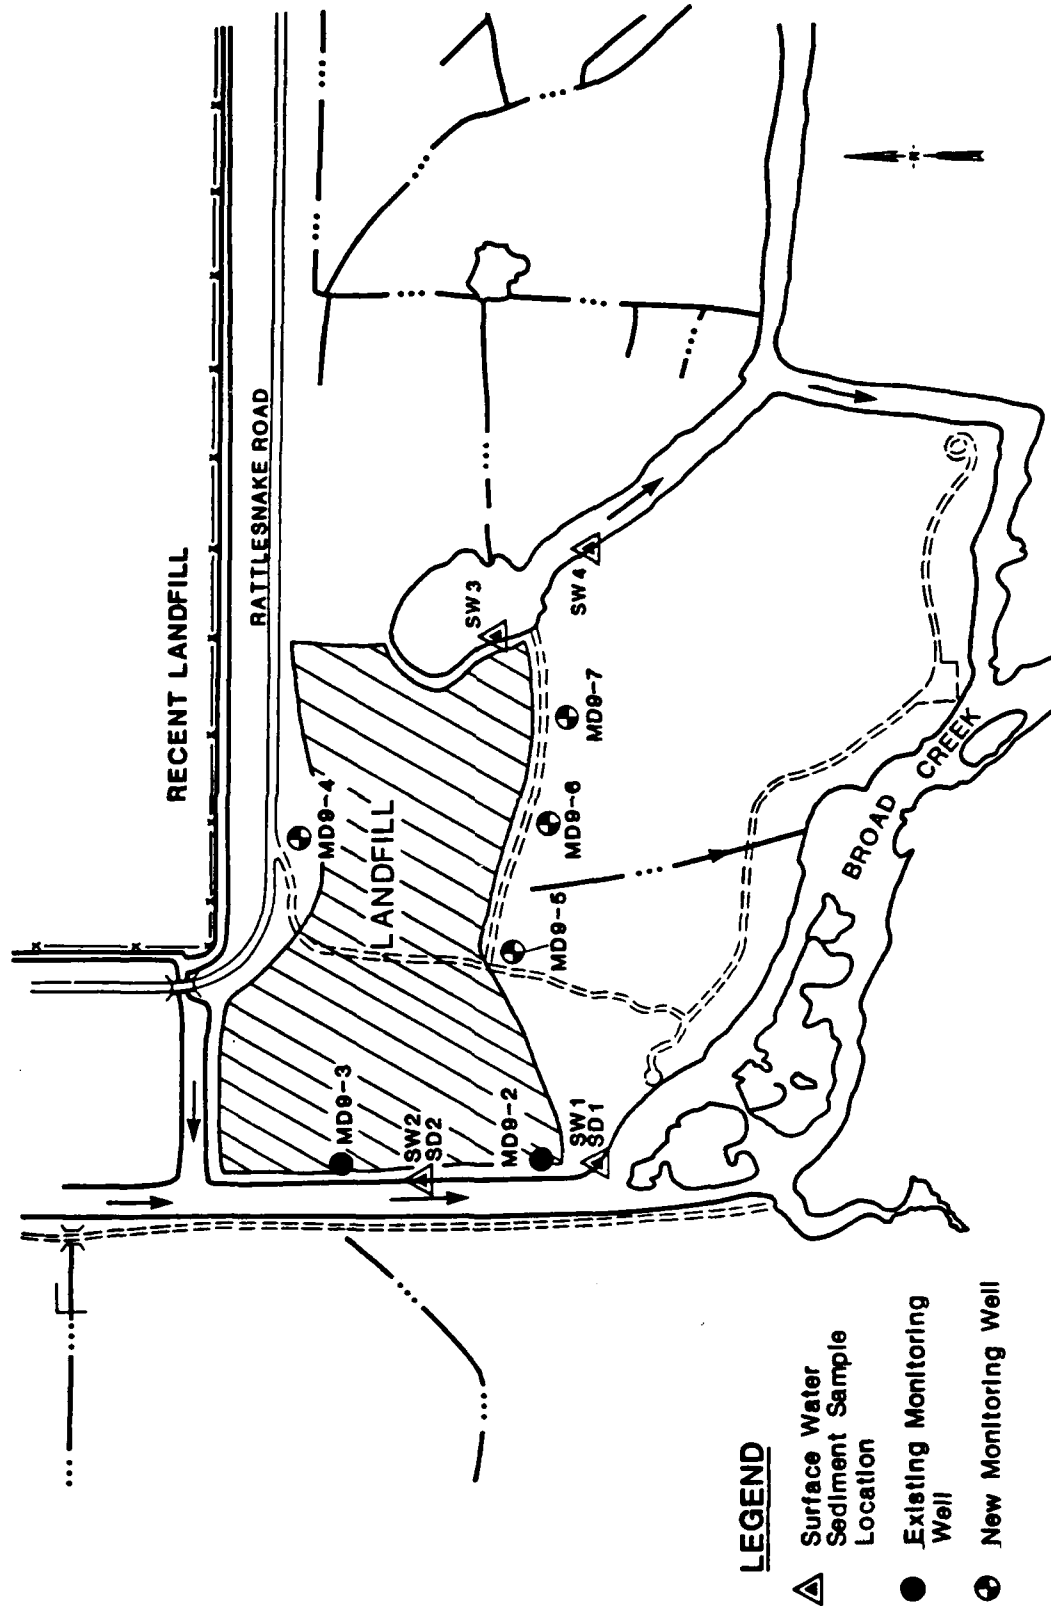 RECENT LANDFILL
RATTLESNAKE ROAD
MD9-4
LANDFILL
MD9-3
SW2
SD2
MD9-2
SW1
SD1
MD9-5
MD9-6
MD9-7
SW3
SW4
BROAD CREEK
N
LEGEND
Surface Water
Sediment Sample
Location
Existing Monitoring
Well
New Monitoring Well